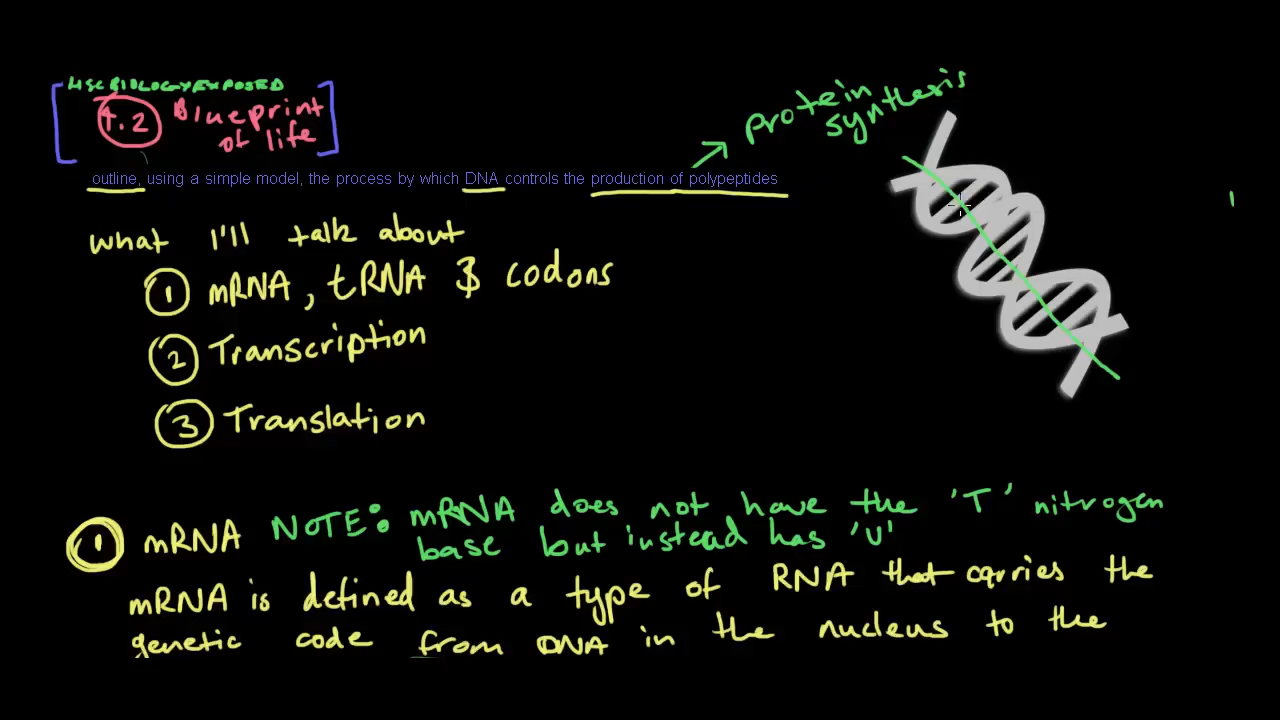 HSC BIOLOGY EXPOSED
4.2 Blueprint
of life
protein
synthesis
outline, using a simple model, the process by which DNA controls the production of polypeptides
what I'll talk about
1 mRNA, tRNA & codons
2 Transcription
3 Translation
1 mRNA NOTE: mRNA does not have the 'T' nitrogen
base but instead has 'U'
mRNA is defined as a type of RNA that carries the
genetic code from DNA in the nucleus to the